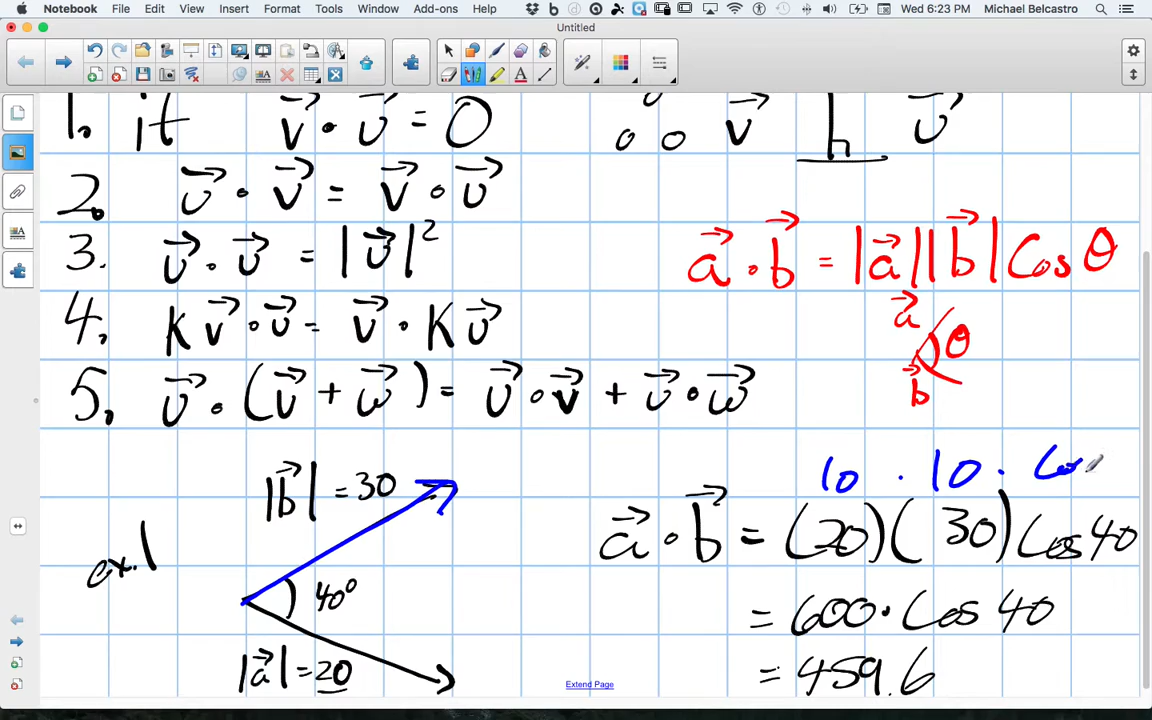 Notebook File Edit View Insert Format Tools Window Add-ons Help Wed 6:23 PM Michael Belcastro
Untitled
1. if v⃗ · u⃗ = 0 v⃗ u⃗
2. u⃗ · v⃗ = v⃗ · u⃗
3. u⃗ · u⃗ = |u⃗|²
4. K v⃗ · u⃗ = v⃗ · K u⃗
5. u⃗ · (v⃗ + w⃗) = u⃗ · v⃗ + u⃗ · w⃗
a⃗ · b⃗ = |a⃗||b⃗| Cos θ
a⃗
θ
b⃗
ex. 1
|b⃗| = 30
40°
|a⃗| = 20
10 · 10 · Cos
a⃗ · b⃗ = (20)(30) Cos 40
= 600 · Cos 40
= 459.6
Extend Page